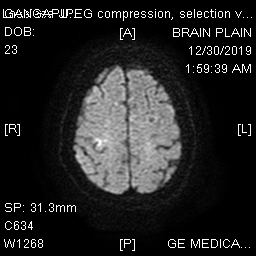 JPEG compression, selection v...
DOB:
[A]
BRAIN PLAIN
23
12/30/2019
1:59:39 AM
[R]
[L]
SP: 31.3mm
C634
W1268
[P]
GE MEDICA...